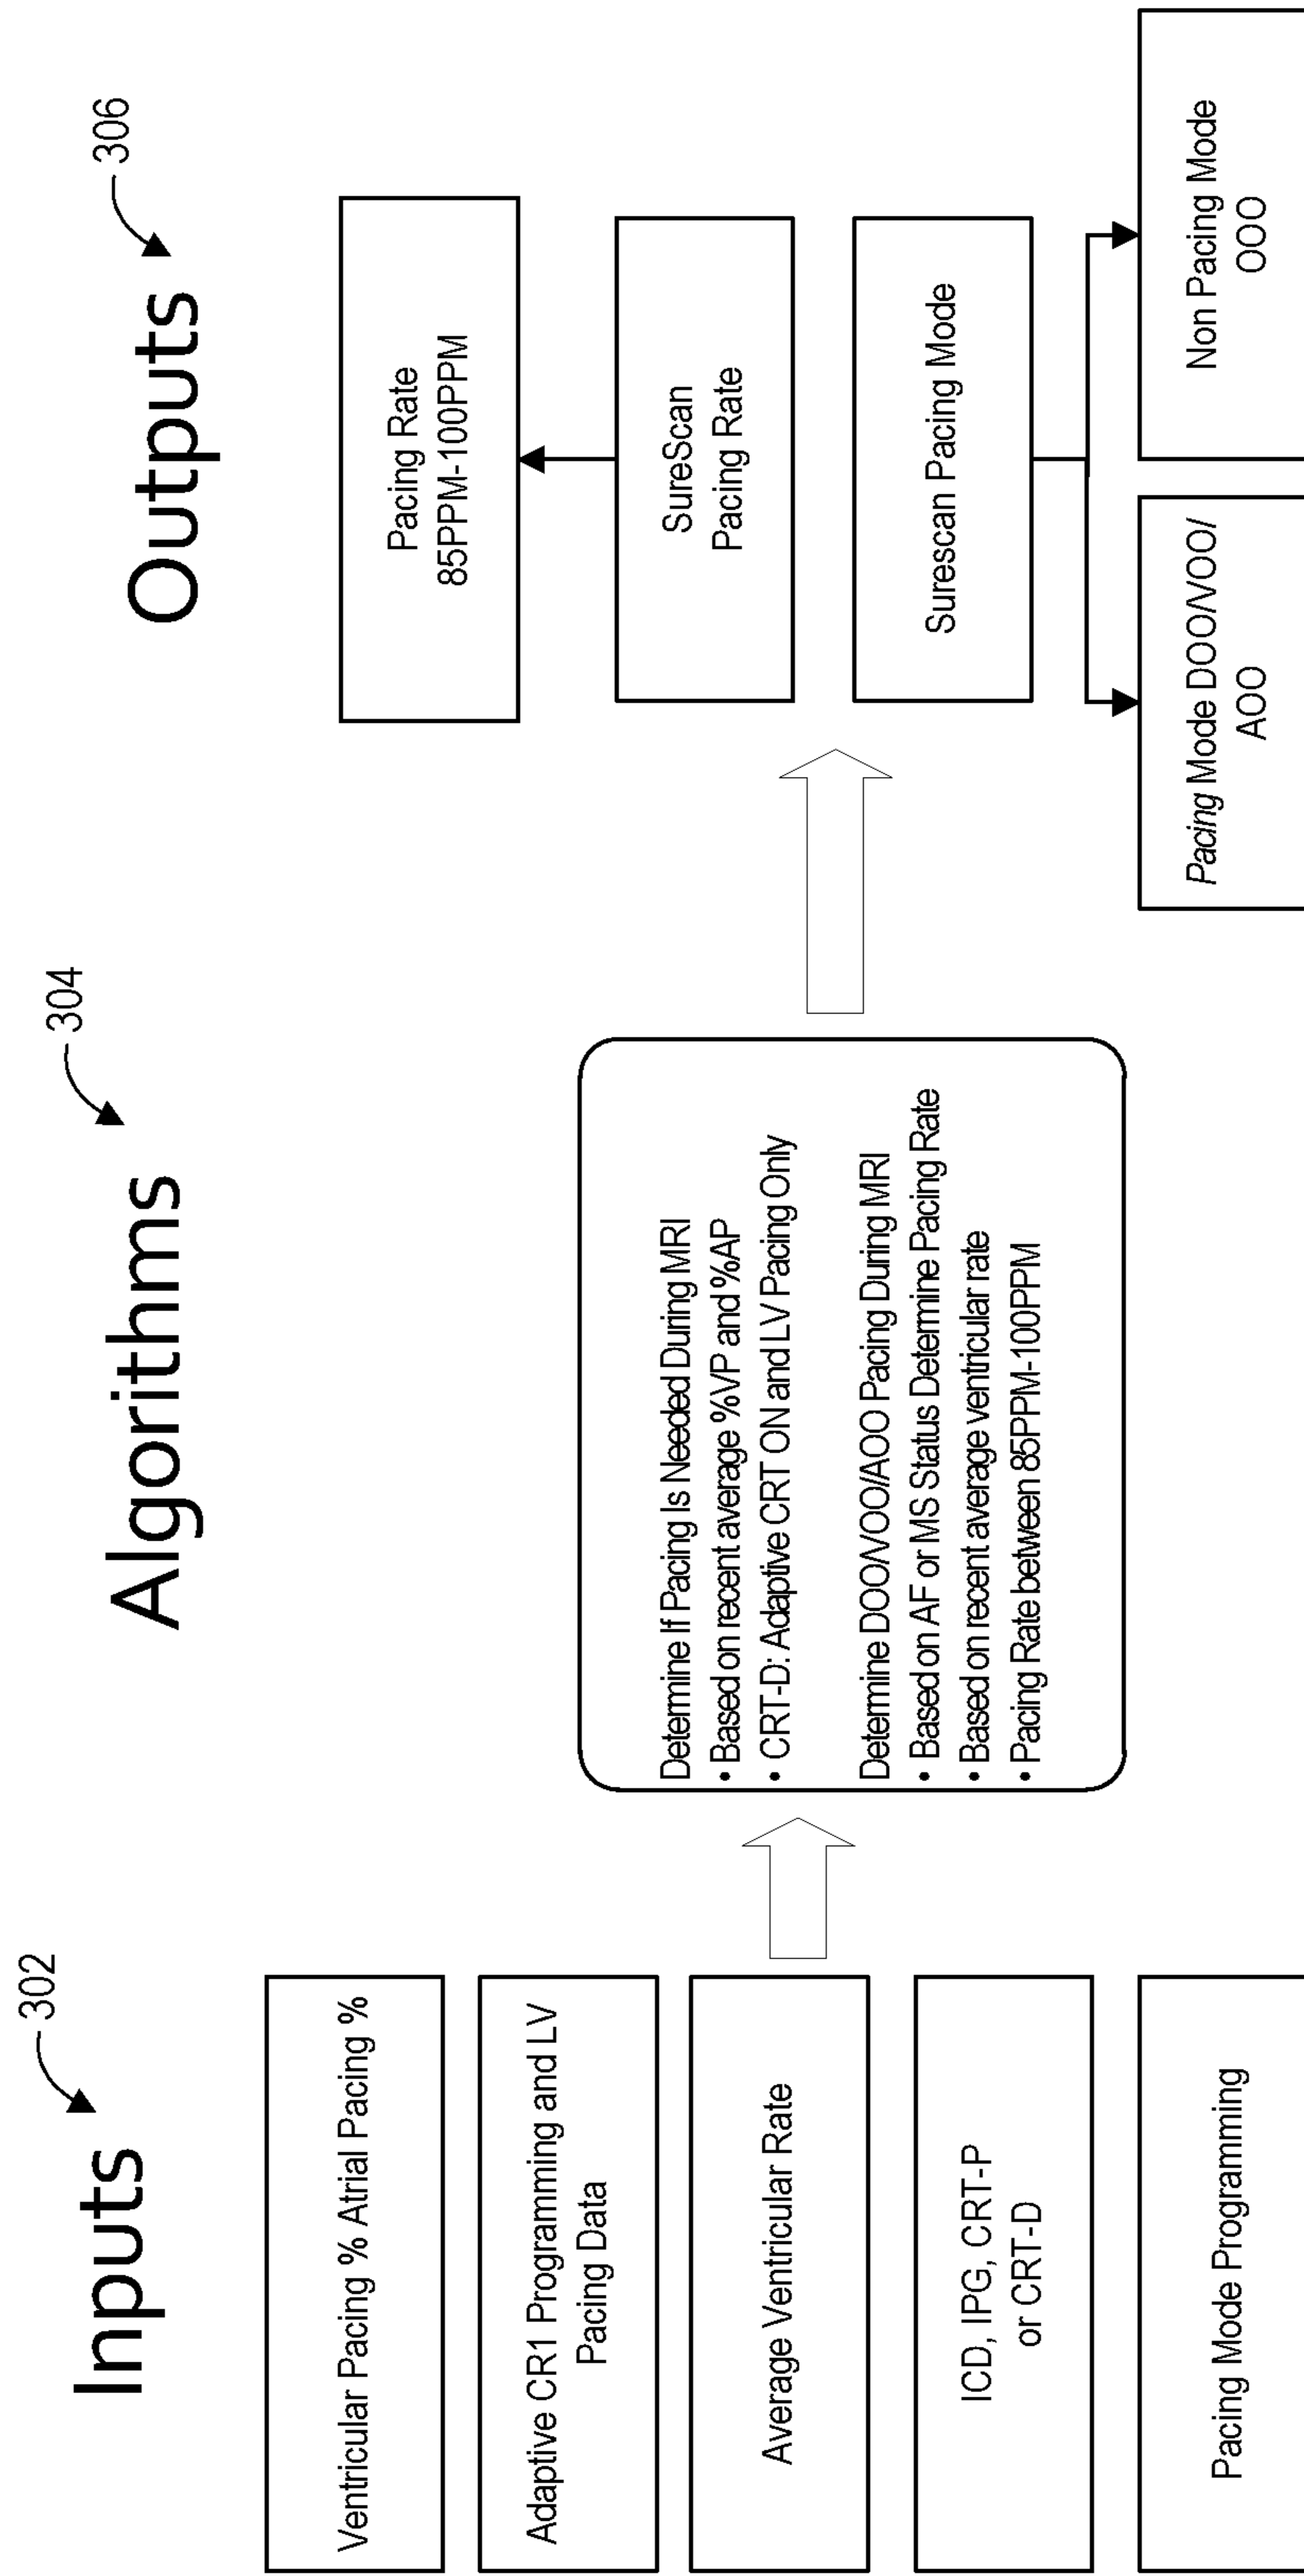 Inputs
302
Ventricular Pacing % Atrial Pacing %
Adaptive CR1 Programming and LV
Pacing Data
Average Ventricular Rate
ICD, IPG, CRT-P
or CRT-D
Pacing Mode Programming
Algorithms
304
Determine If Pacing Is Needed During MRI
• Based on recent average %VP and %AP
• CRT-D: Adaptive CRT ON and LV Pacing Only
Determine DOO/VOO/AOO Pacing During MRI
• Based on AF or MS Status Determine Pacing Rate
• Based on recent average ventricular rate
• Pacing Rate between 85PPM-100PPM
Outputs
306
Pacing Rate
85PPM-100PPM
SureScan
Pacing Rate
Surescan Pacing Mode
Pacing Mode DOO/VOO/
AOO
Non Pacing Mode
OOO